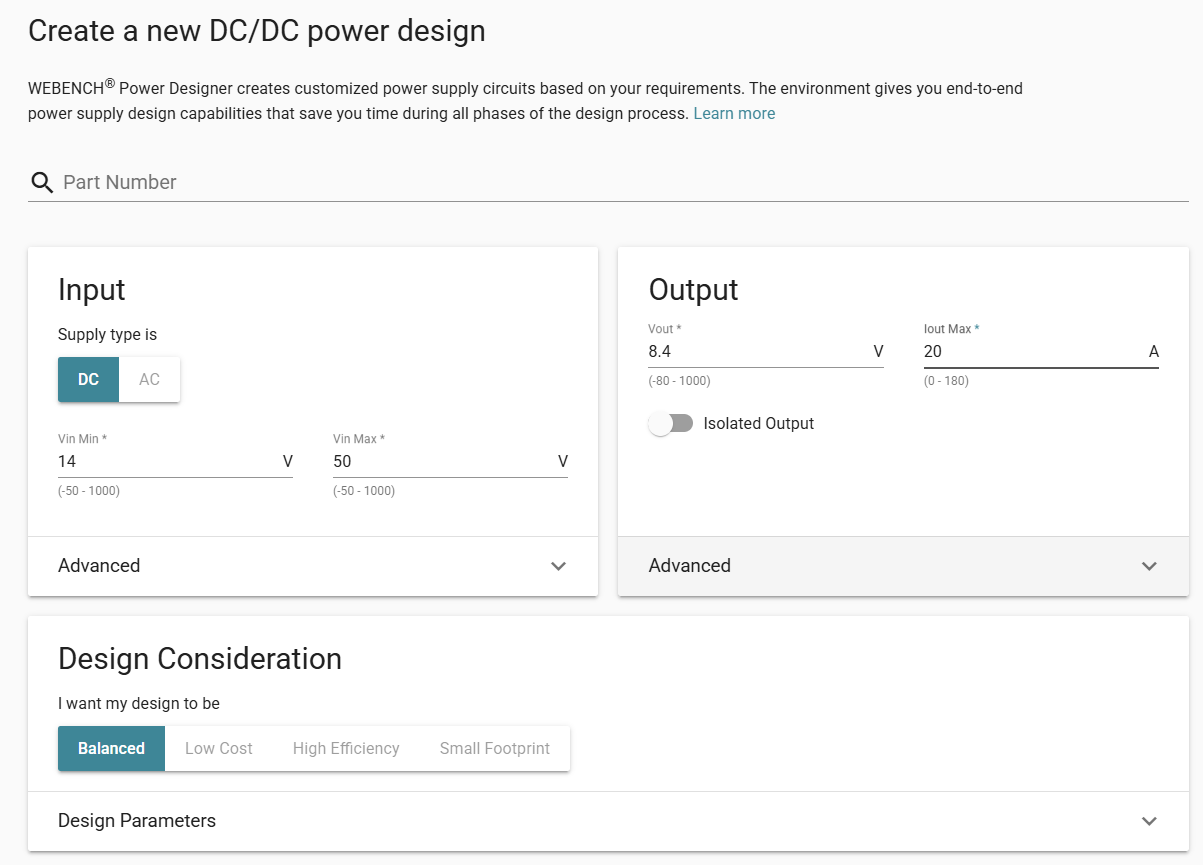 Create a new DC/DC power design
WEBENCH® Power Designer creates customized power supply circuits based on your requirements. The environment gives you end-to-end
power supply design capabilities that save you time during all phases of the design process. Learn more
Part Number
Input
Supply type is
DC AC
Vin Min *
14 V
(-50 - 1000)
Vin Max *
50 V
(-50 - 1000)
Advanced
Output
Vout *
8.4 V
(-80 - 1000)
Iout Max *
20 A
(0 - 180)
Isolated Output
Advanced
Design Consideration
I want my design to be
Balanced Low Cost High Efficiency Small Footprint
Design Parameters